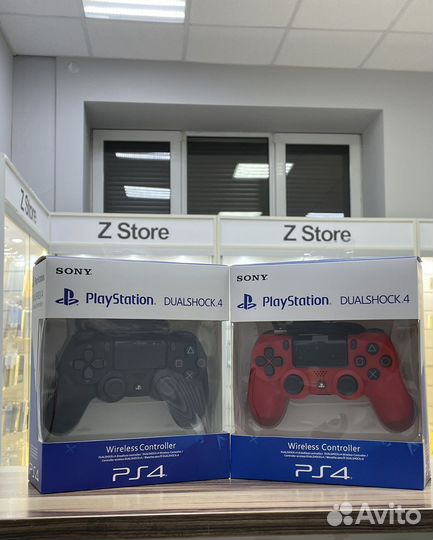 Z Store
Z Store
Z Store
SONY
PlayStation. DUALSHOCK.4
Wireless Controller
PS4
SONY
PlayStation. DUALSHOCK.4
Wireless Controller
PS4
Avito